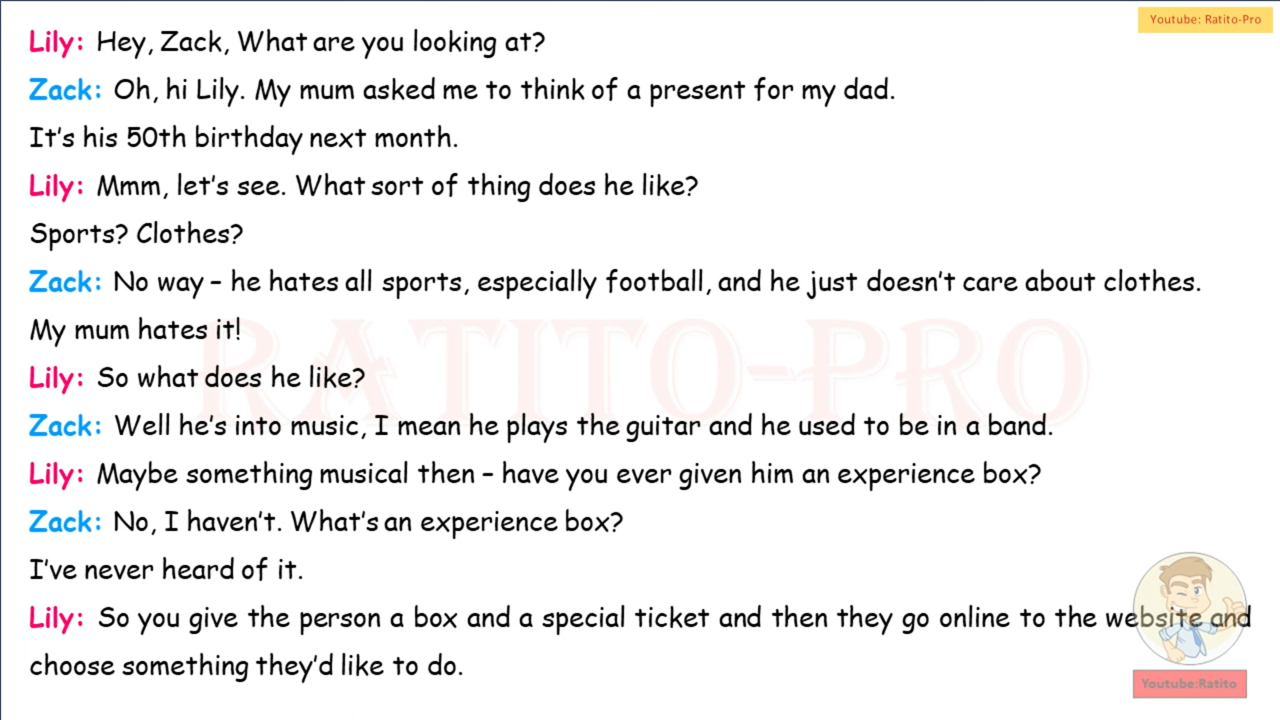 Youtube: Ratito-Pro
Lily: Hey, Zack, What are you looking at?
Zack: Oh, hi Lily. My mum asked me to think of a present for my dad.
It's his 50th birthday next month.
Lily: Mmm, let's see. What sort of thing does he like?
Sports? Clothes?
Zack: No way – he hates all sports, especially football, and he just doesn't care about clothes.
My mum hates it!
RATITO-PRO
Lily: So what does he like?
Zack: Well he's into music, I mean he plays the guitar and he used to be in a band.
Lily: Maybe something musical then – have you ever given him an experience box?
Zack: No, I haven't. What's an experience box?
I've never heard of it.
Lily: So you give the person a box and a special ticket and then they go online to the website and
choose something they'd like to do.
Youtube:Ratito